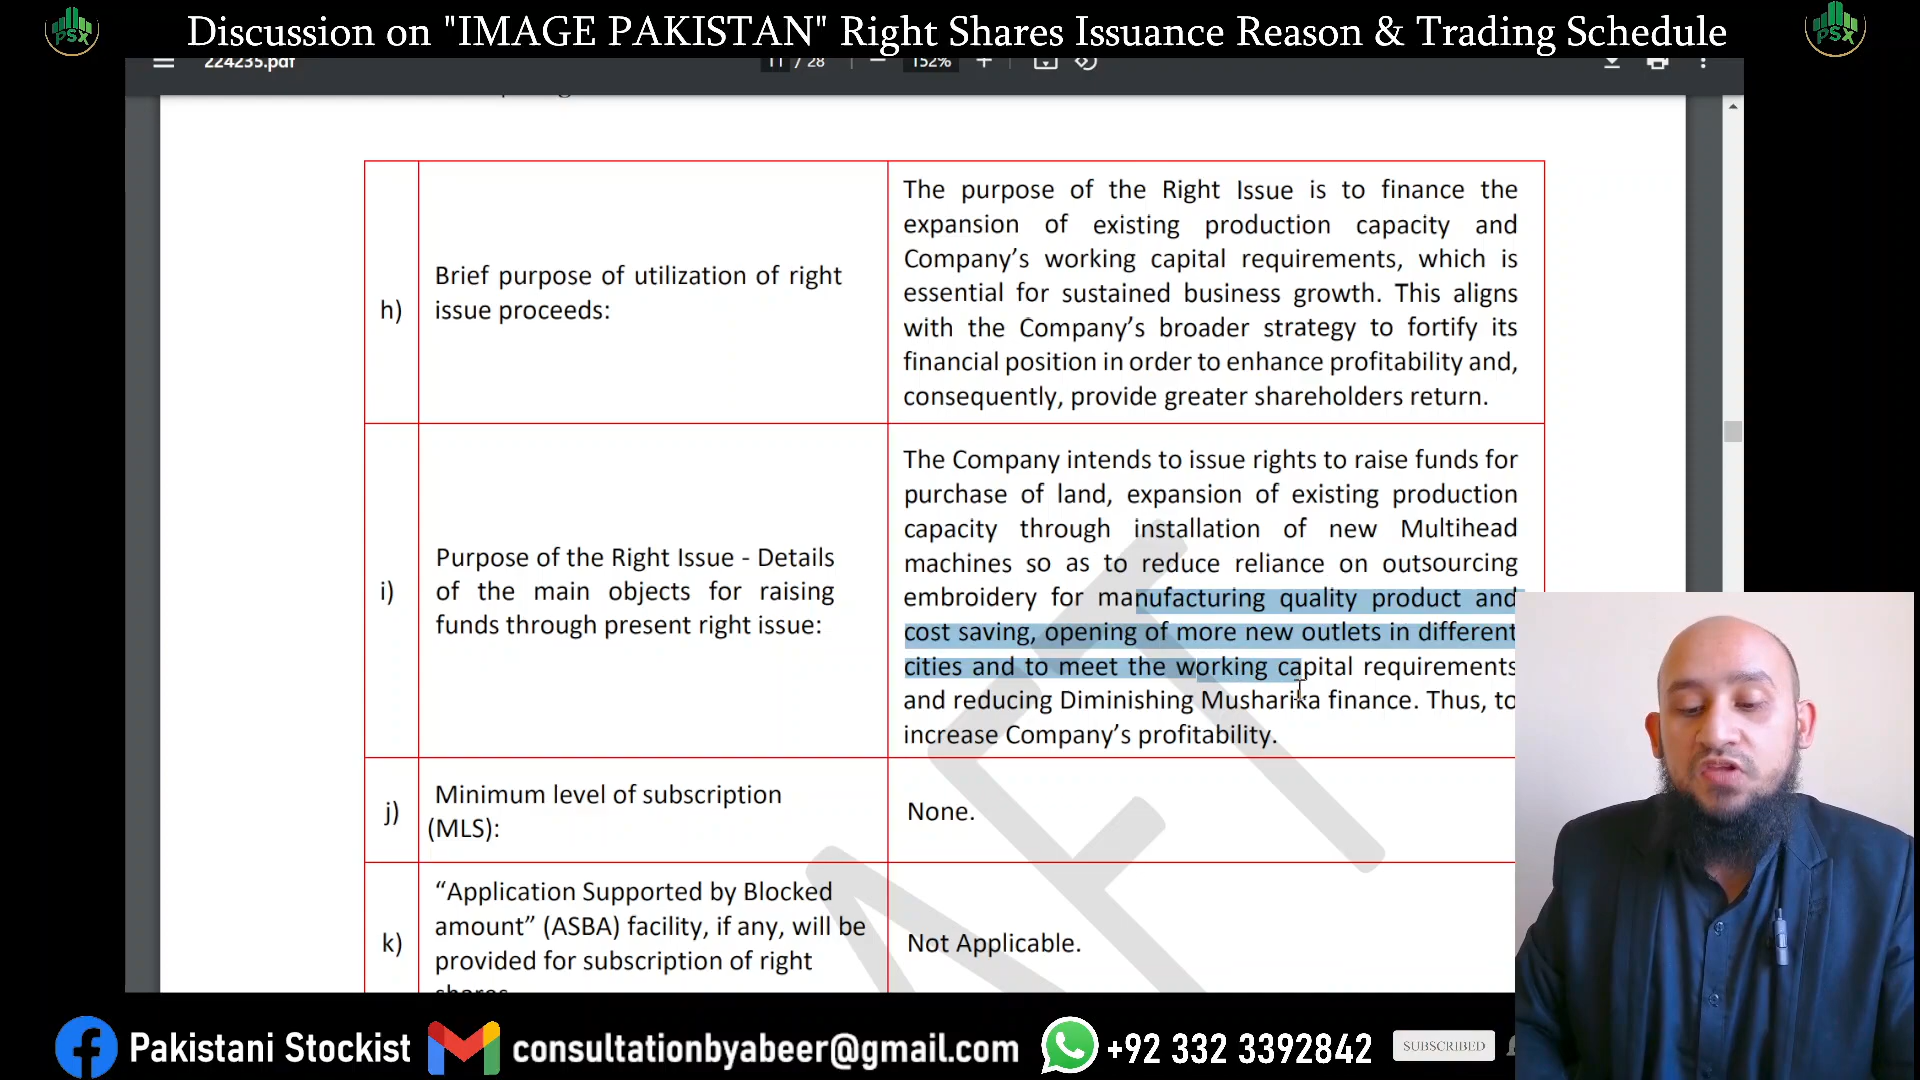 Discussion on "IMAGE PAKISTAN" Right Shares Issuance Reason & Trading Schedule
PSX
PSX
224235.pdf
11 / 28
152%
h)
Brief purpose of utilization of right
issue proceeds:
The purpose of the Right Issue is to finance the
expansion of existing production capacity and
Company’s working capital requirements, which is
essential for sustained business growth. This aligns
with the Company’s broader strategy to fortify its
financial position in order to enhance profitability and,
consequently, provide greater shareholders return.
i)
Purpose of the Right Issue - Details
of the main objects for raising
funds through present right issue:
The Company intends to issue rights to raise funds for
purchase of land, expansion of existing production
capacity through installation of new Multihead
machines so as to reduce reliance on outsourcing
embroidery for manufacturing quality product and
cost saving, opening of more new outlets in different
cities and to meet the working capital requirements
and reducing Diminishing Musharika finance. Thus, to
increase Company’s profitability.
j)
Minimum level of subscription
(MLS):
None.
k)
“Application Supported by Blocked
amount” (ASBA) facility, if any, will be
provided for subscription of right
shares
Not Applicable.
Pakistani Stockist
consultationbyabeer@gmail.com
+92 332 3392842
SUBSCRIBED